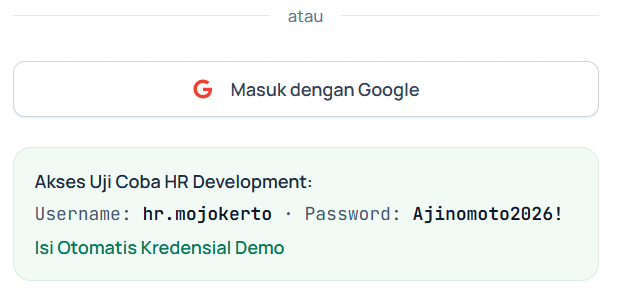 atau
Masuk dengan Google
Akses Uji Coba HR Development:
Username: hr.mojokerto · Password: Ajinomoto2026!
Isi Otomatis Kredensial Demo